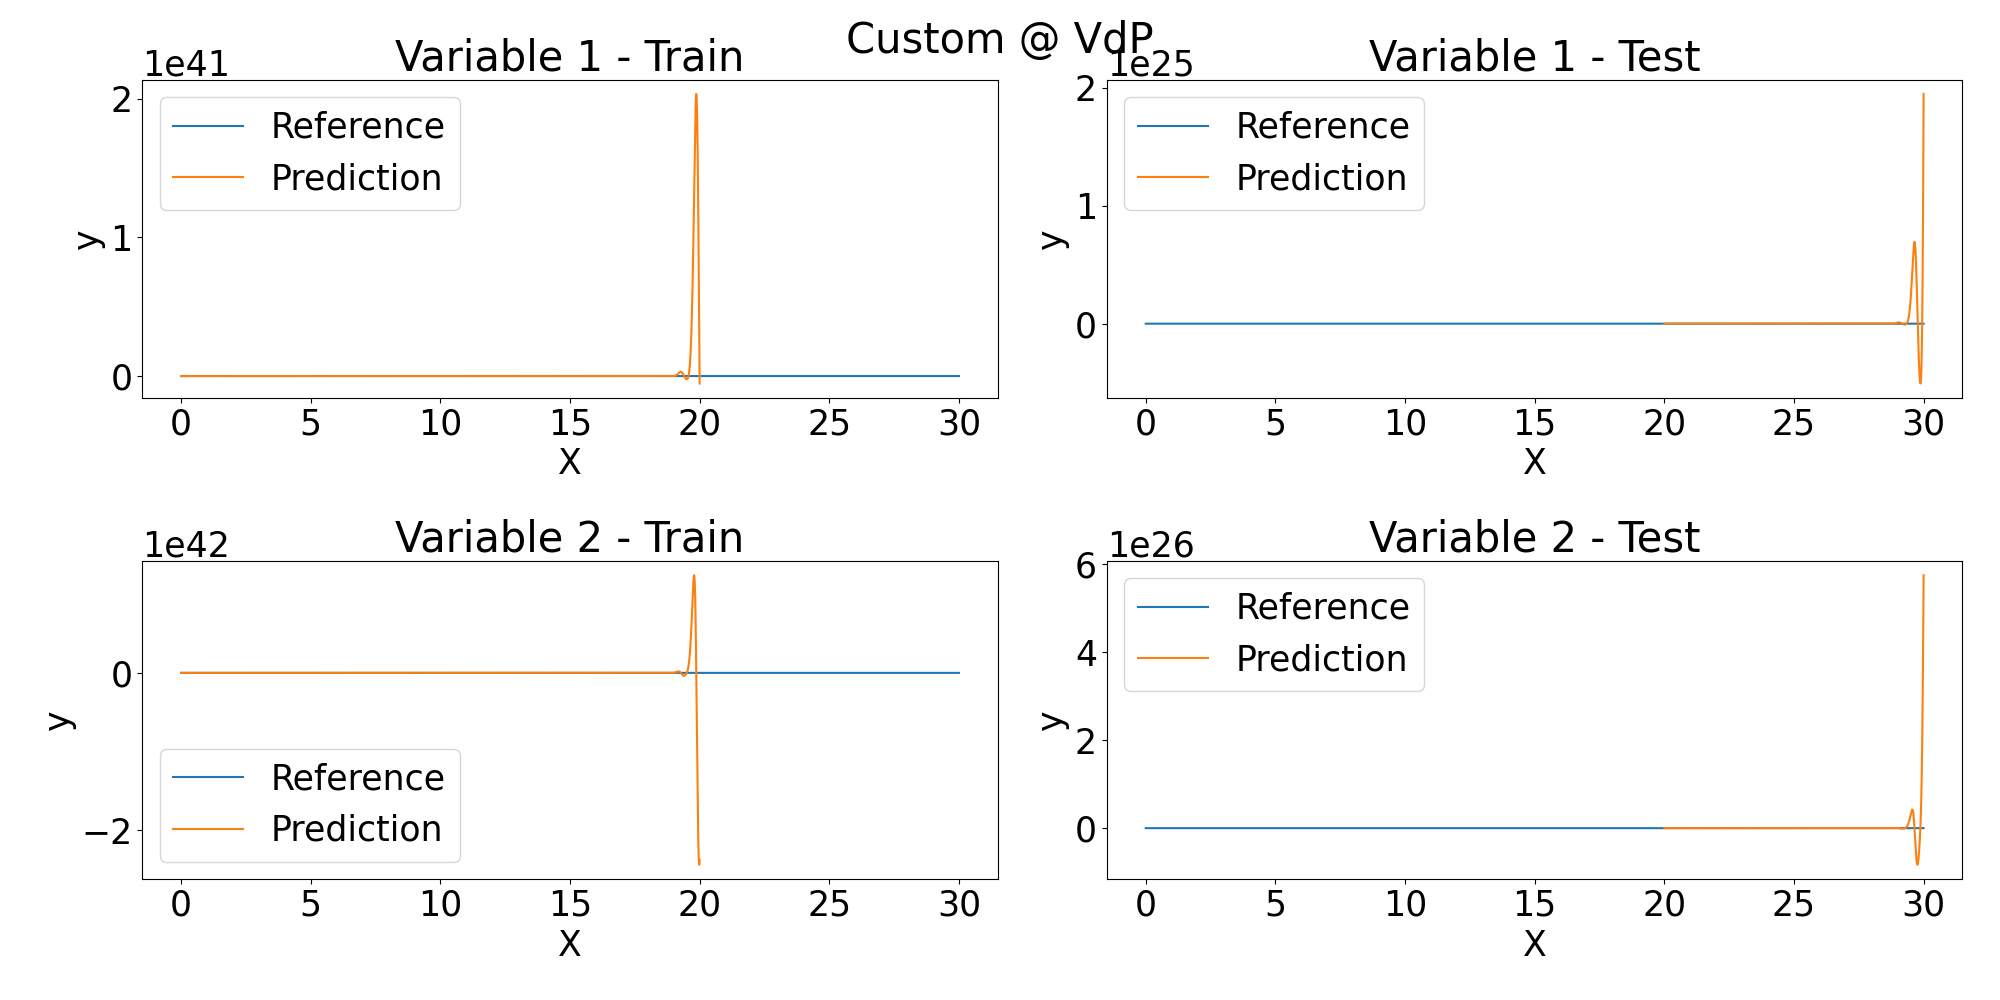 Custom @ VdP
Variable 1 - Train
1e41
2
1
0
y
Reference
Prediction
0 5 10 15 20 25 30
X
Variable 1 - Test
1e25
2
1
0
y
Reference
Prediction
0 5 10 15 20 25 30
X
Variable 2 - Train
1e42
0
−2
y
Reference
Prediction
0 5 10 15 20 25 30
X
Variable 2 - Test
1e26
6
4
2
0
y
Reference
Prediction
0 5 10 15 20 25 30
X